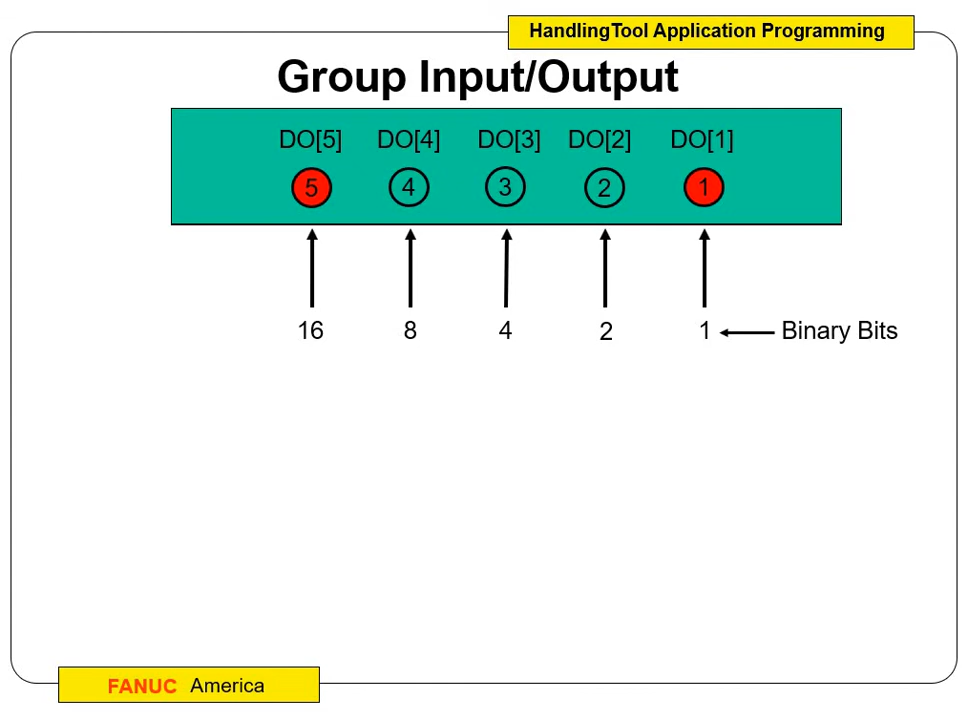 HandlingTool Application Programming
Group Input/Output
DO[5] DO[4] DO[3] DO[2] DO[1]
5 4 3 2 1
16 8 4 2 1 Binary Bits
FANUC America